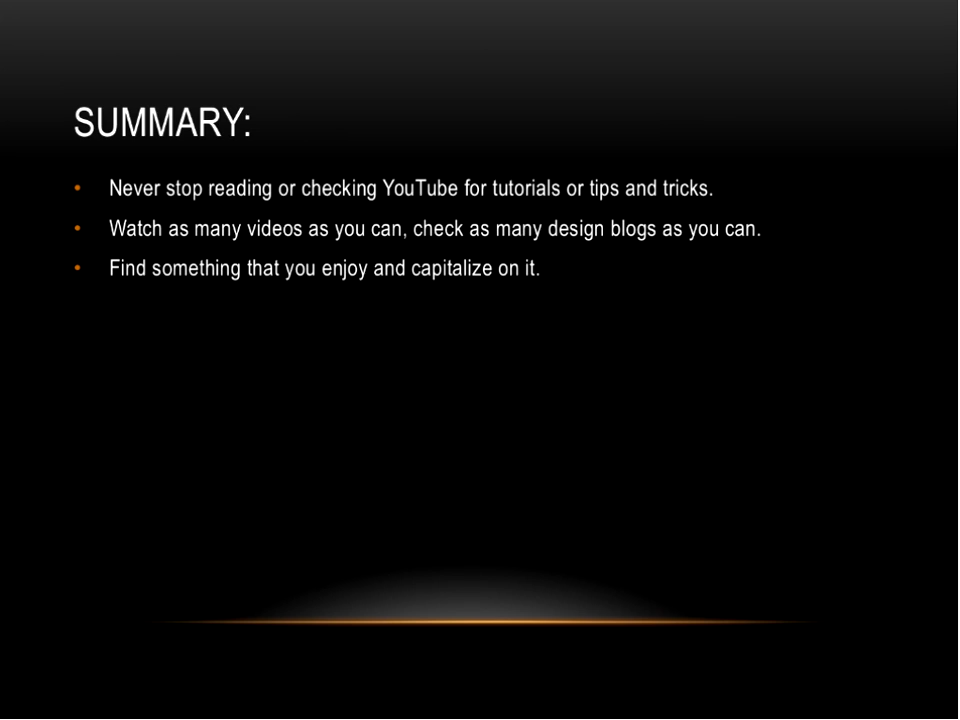 SUMMARY:
• Never stop reading or checking YouTube for tutorials or tips and tricks.
• Watch as many videos as you can, check as many design blogs as you can.
• Find something that you enjoy and capitalize on it.